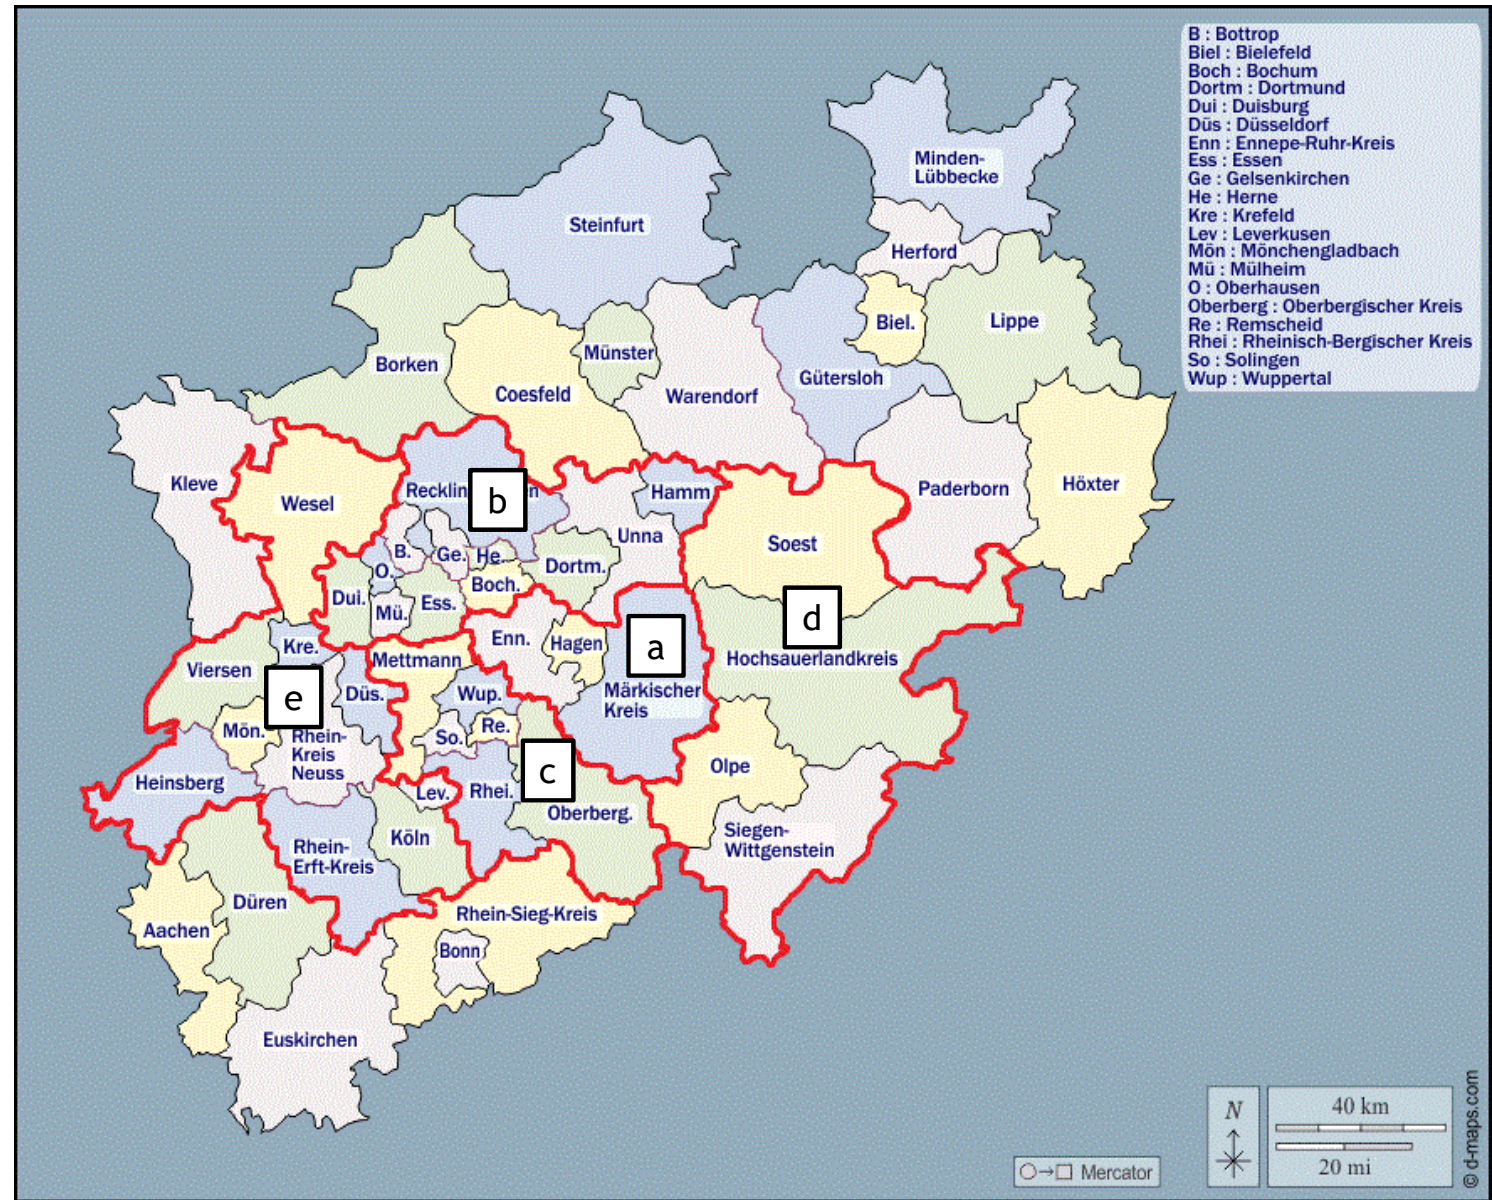 B : Bottrop
Biel : Bielefeld
Boch : Bochum
Dortm : Dortmund
Dui : Duisburg
Düs : Düsseldorf
Enn : Ennepe-Ruhr-Kreis
Ess : Essen
Ge : Gelsenkirchen
He : Herne
Kre : Krefeld
Lev : Leverkusen
Mön : Mönchengladbach
Mü : Mülheim
O : Oberhausen
Oberberg : Oberbergischer Kreis
Re : Remscheid
Rhei : Rheinisch-Bergischer Kreis
So : Solingen
Wup : Wuppertal
Minden-
Lübbecke
Steinfurt
Herford
Biel.
Lippe
Münster
Borken
Gütersloh
Coesfeld
Warendorf
Kleve
Wesel
b
Hamm
Paderborn
Höxter
Unna
Soest
B.
Ge.
He.
Dortm.
O.
Boch.
Dui.
Mü.
Ess.
d
Enn.
Hagen
a
Kre.
Viersen
Mettmann
Hochsauerlandkreis
e
Düs.
Wup.
Märkischer
Kreis
Mön.
Rhein-
Kreis
Neuss
So.
Re.
c
Olpe
Heinsberg
Lev.
Rhei.
Oberberg.
Köln
Rhein-
Erft-Kreis
Siegen-
Wittgenstein
Düren
Rhein-Sieg-Kreis
Aachen
Bonn
Euskirchen
N
40 km
20 mi
Mercator
© d-maps.com